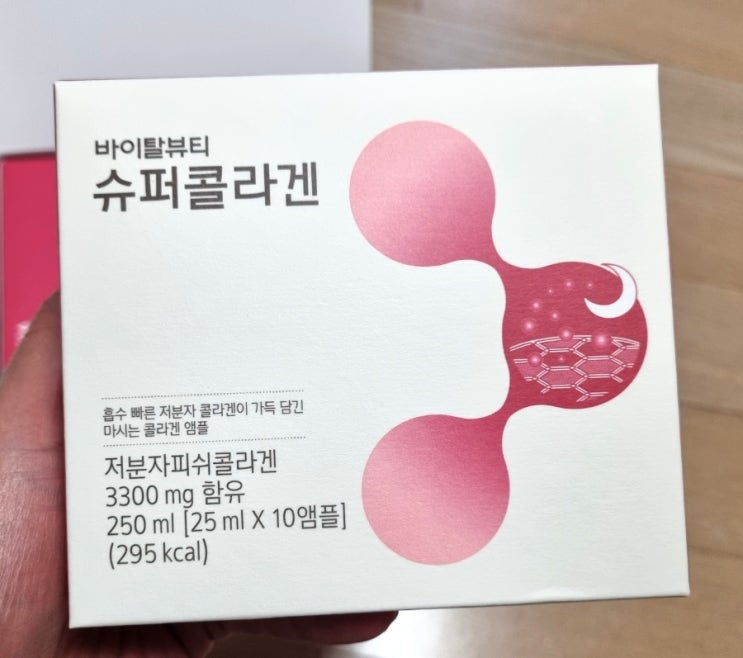 바이탈뷰티
슈퍼콜라겐
흡수 빠른 저분자 콜라겐이 가득 담긴
마시는 콜라겐 앰플
저분자피쉬콜라겐
3300 mg 함유
250 ml [25 ml X 10앰플]
(295 kcal)